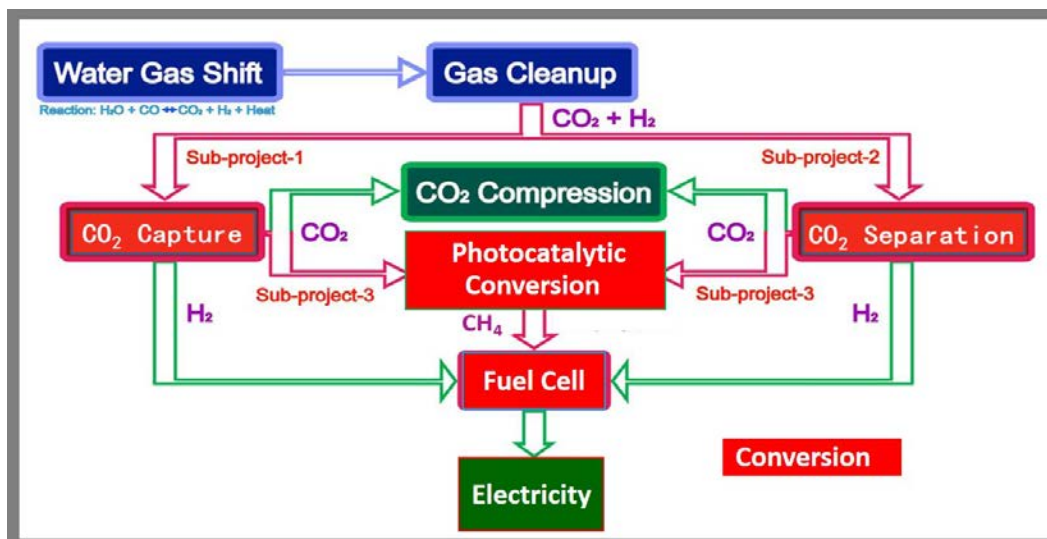 Water Gas Shift
Gas Cleanup
Reaction: H₂O + CO ↔ CO₂ + H₂ + Heat
CO₂ + H₂
Sub-project-1
Sub-project-2
CO₂ Compression
CO₂ Capture
CO₂
CO₂
CO₂ Separation
Photocatalytic
Conversion
Sub-project-3
Sub-project-3
H₂
H₂
CH₄
Fuel Cell
Conversion
Electricity